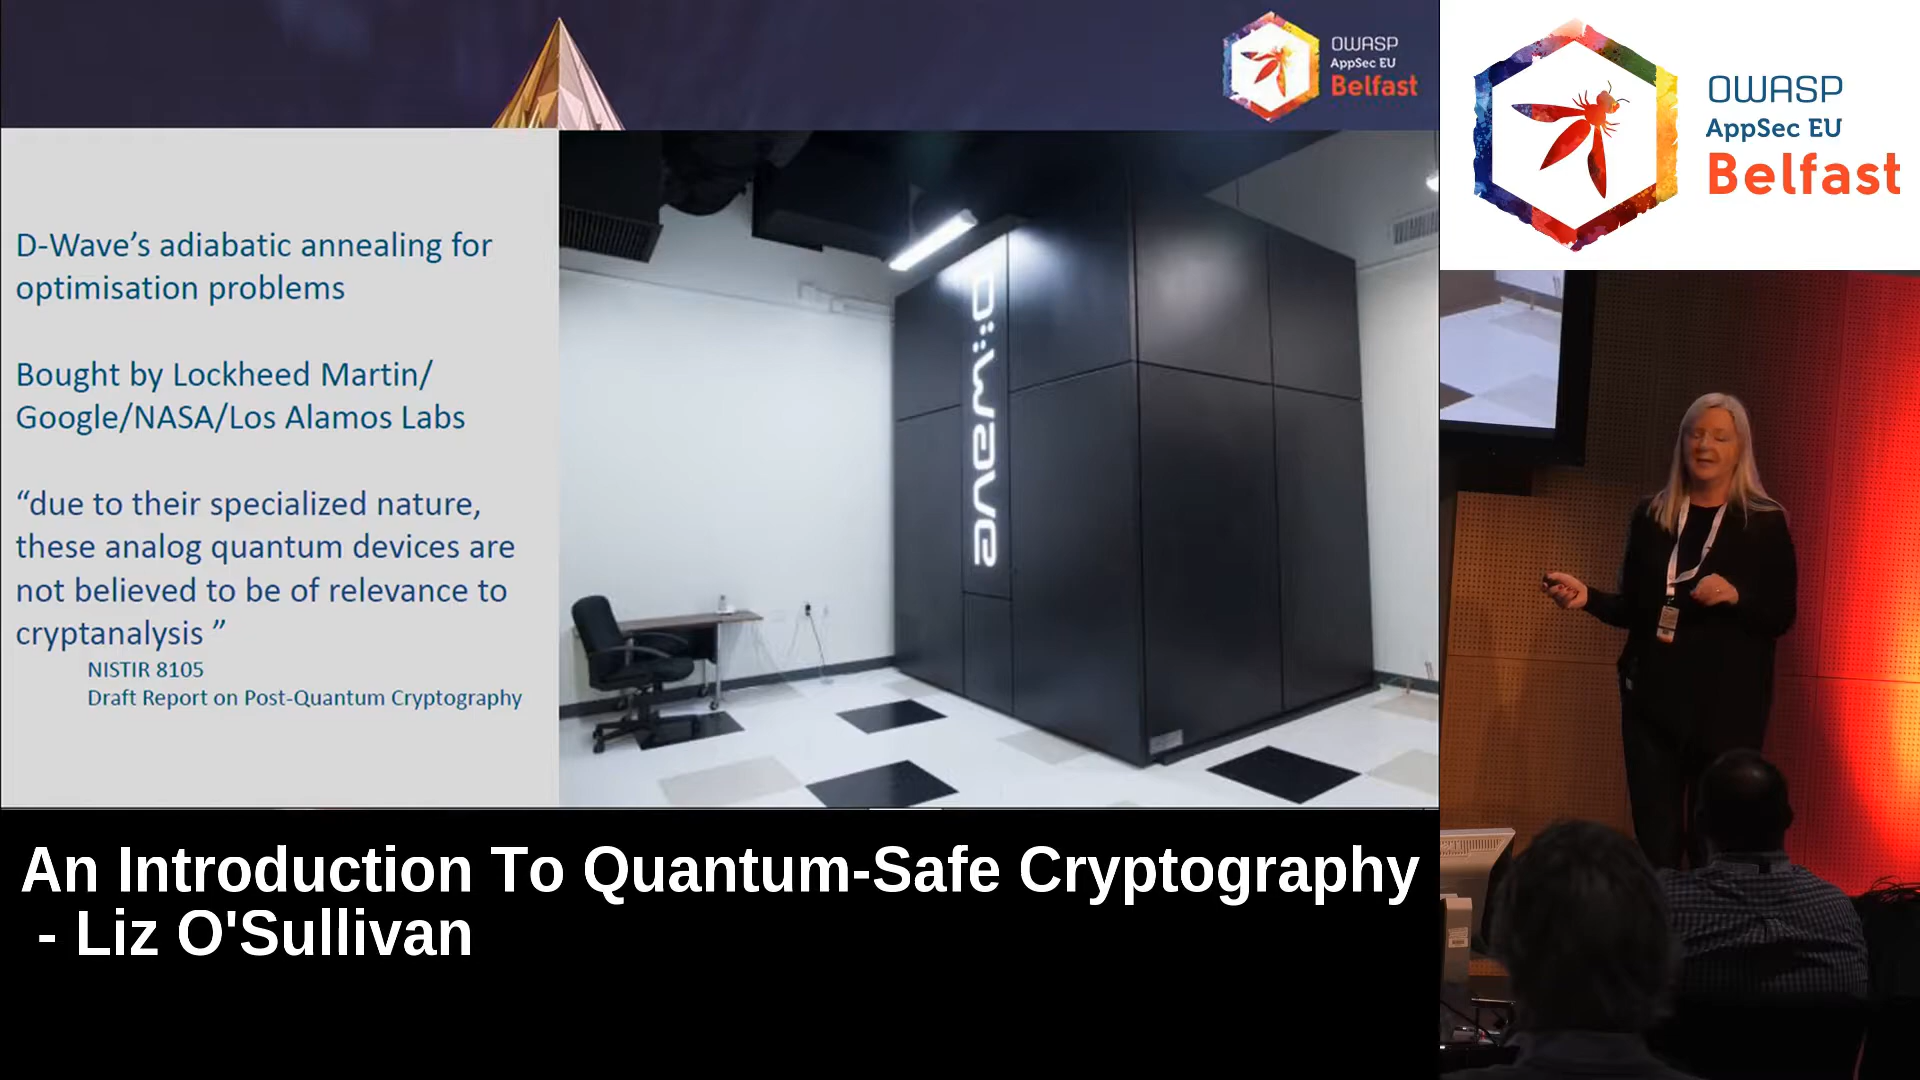 OWASP
AppSec EU
Belfast
OWASP
AppSec EU
Belfast
D-Wave’s adiabatic annealing for
optimisation problems
Bought by Lockheed Martin/
Google/NASA/Los Alamos Labs
“due to their specialized nature,
these analog quantum devices are
not believed to be of relevance to
cryptanalysis ”
NISTIR 8105
Draft Report on Post-Quantum Cryptography
D:wave
An Introduction To Quantum-Safe Cryptography
- Liz O'Sullivan